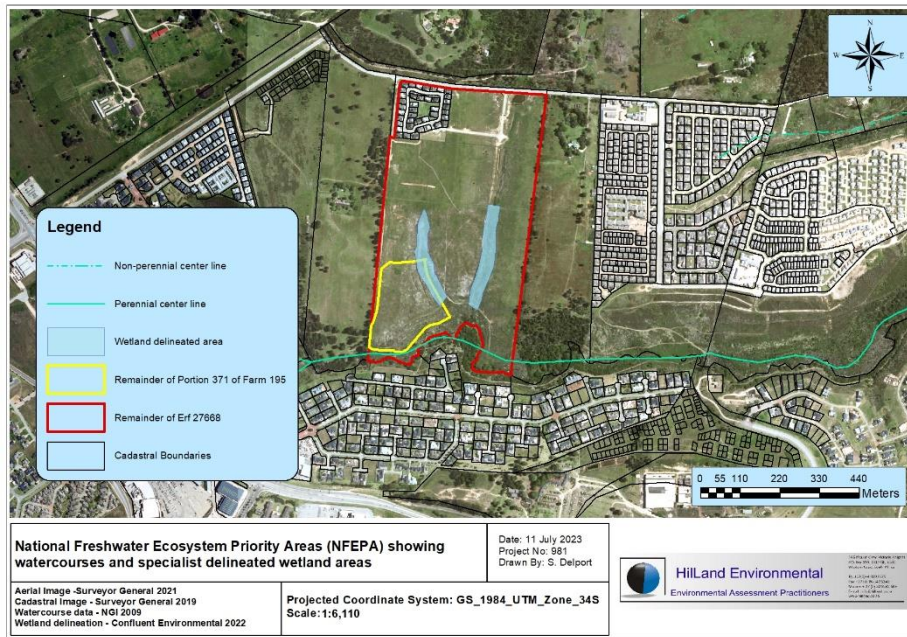 N
W E
S
Legend
Non-perennial center line
Perennial center line
Wetland delineated area
Remainder of Portion 371 of Farm 195
Remainder of Erf 27668
Cadastral Boundaries
0 55 110 220 330 440
Meters
National Freshwater Ecosystem Priority Areas (NFEPA) showing
watercourses and specialist delineated wetland areas
Date: 11 July 2023
Project No: 981
Drawn By: S. Delport
Aerial Image -Surveyor General 2021
Cadastral Image - Surveyor General 2019
Watercourse data - NGI 2009
Wetland delineation - Confluent Environmental 2022
Projected Coordinate System: GS_1984_UTM_Zone_34S
Scale:1:6,110
HilLand Environmental
Environmental Assessment Practitioners